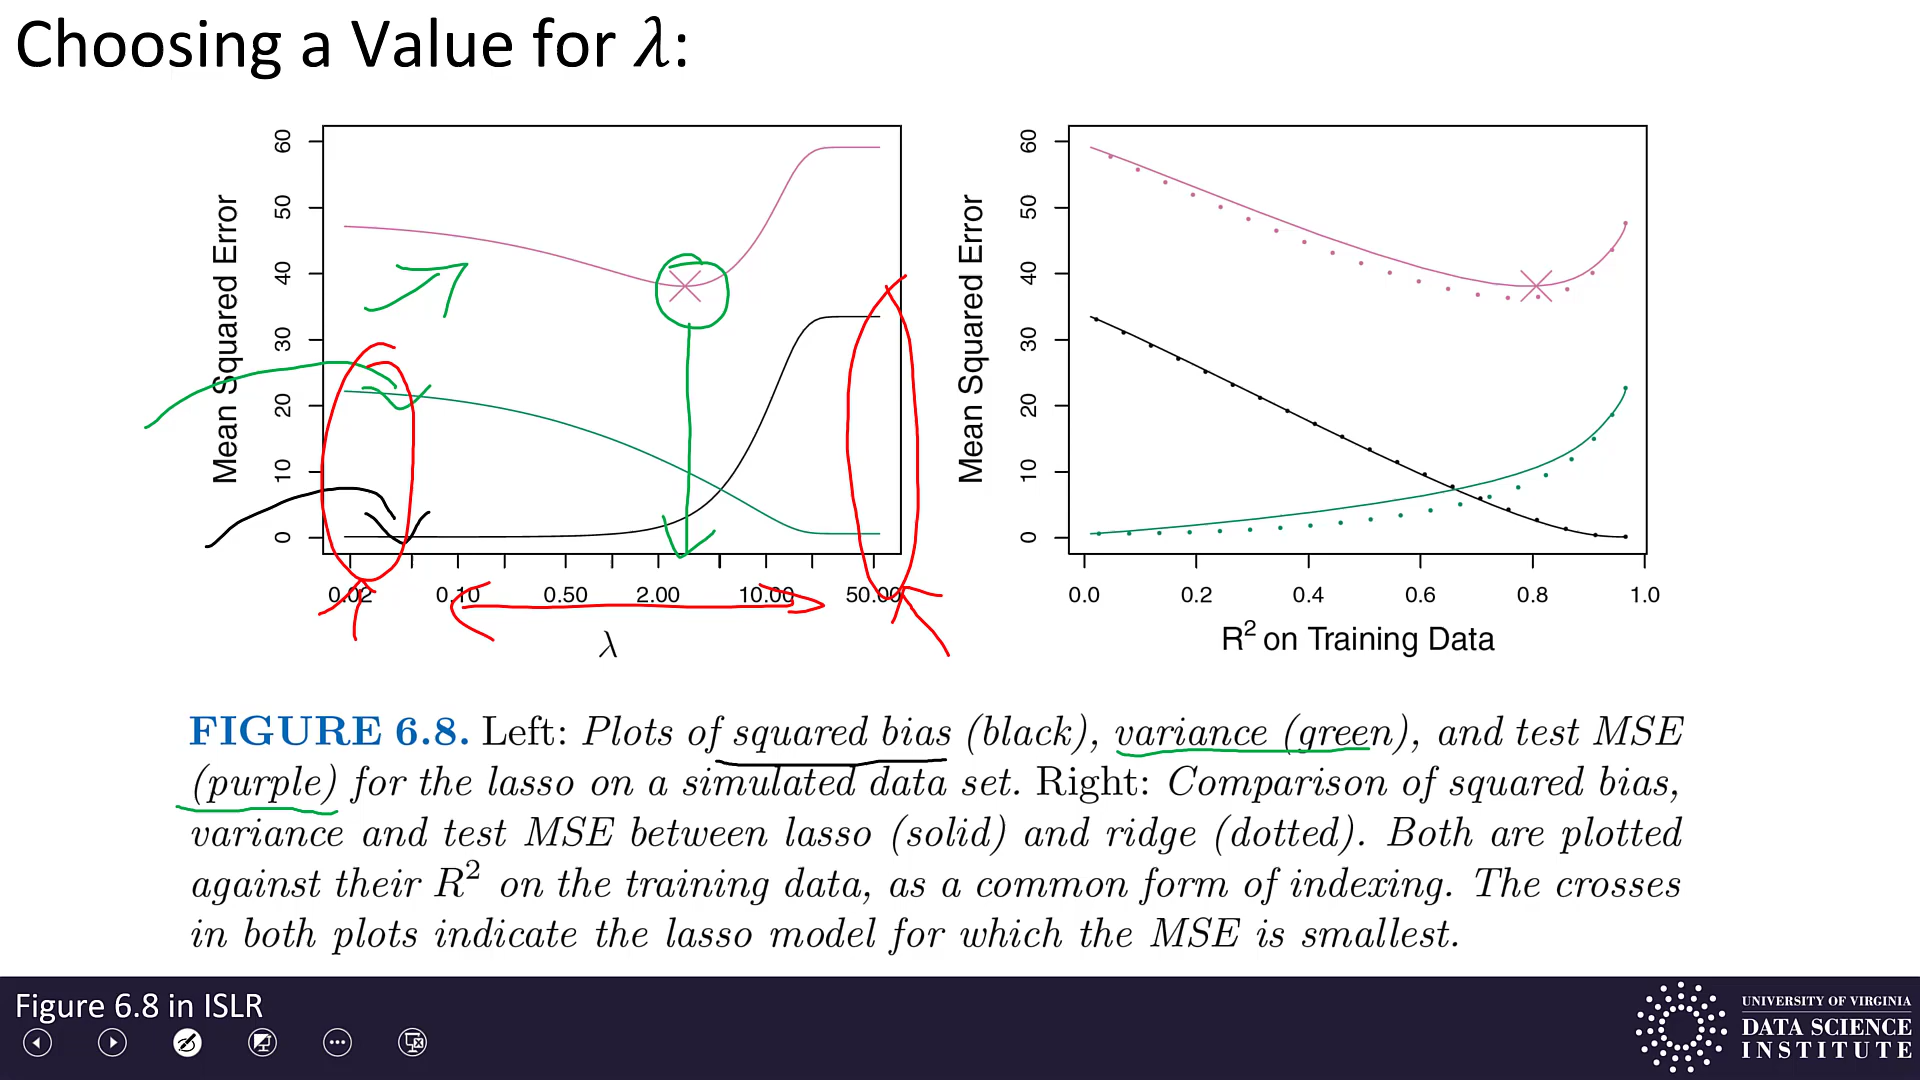 Choosing a Value for λ:
Mean Squared Error
0 10 20 30 40 50 60
0.02 0.10 0.50 2.00 10.00 50.00
λ
Mean Squared Error
0 10 20 30 40 50 60
0.0 0.2 0.4 0.6 0.8 1.0
R² on Training Data
FIGURE 6.8. Left: Plots of squared bias (black), variance (green), and test MSE
(purple) for the lasso on a simulated data set. Right: Comparison of squared bias,
variance and test MSE between lasso (solid) and ridge (dotted). Both are plotted
against their R² on the training data, as a common form of indexing. The crosses
in both plots indicate the lasso model for which the MSE is smallest.
Figure 6.8 in ISLR
UNIVERSITY OF VIRGINIA
DATA SCIENCE
INSTITUTE